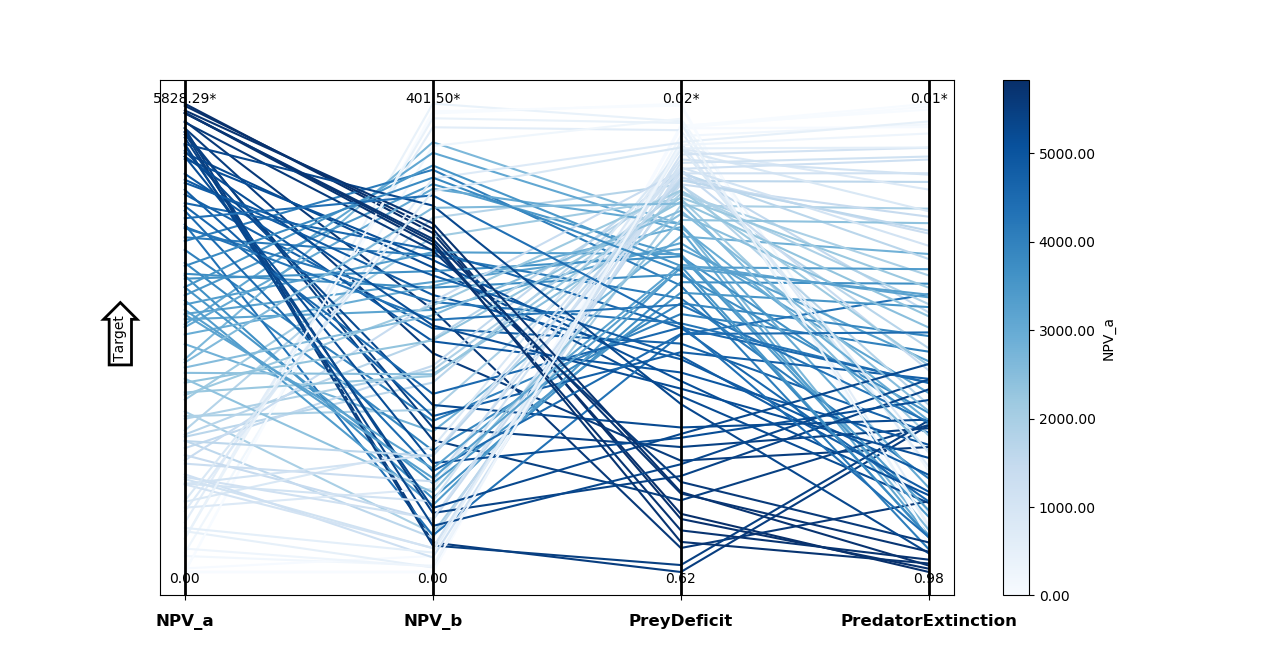 5828.29* 401.50* 0.02* 0.01*
Target
0.00 0.00 0.62 0.98
NPV_a NPV_b PreyDeficit PredatorExtinction
5000.00
4000.00
3000.00
2000.00
1000.00
0.00
NPV_a